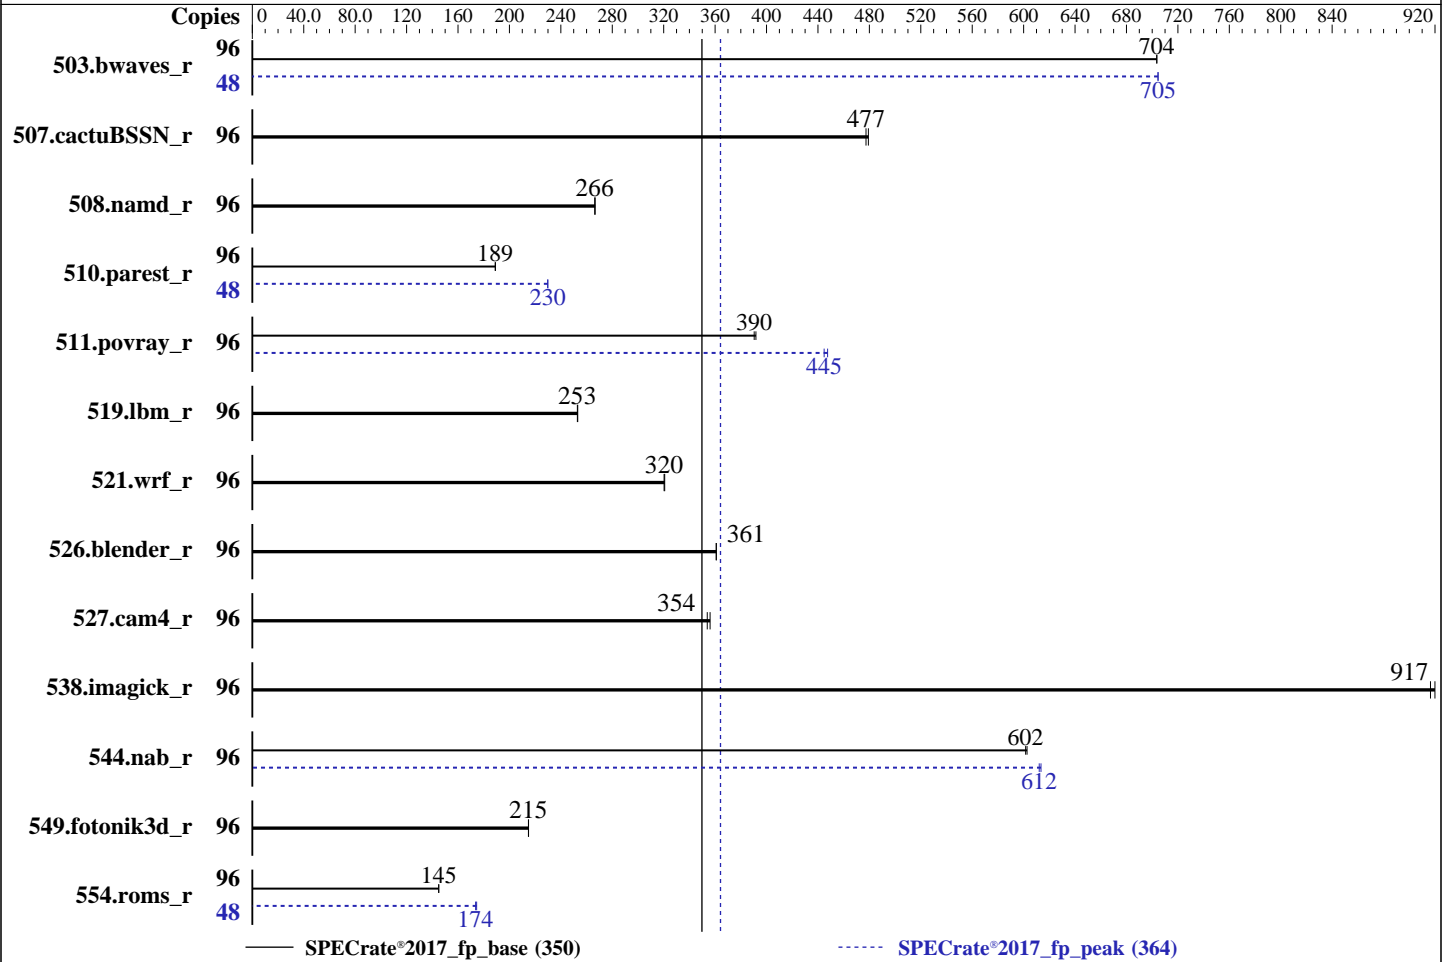 Copies 0 40.0 80.0 120 160 200 240 280 320 360 400 440 480 520 560 600 640 680 720 760 800 840 920
503.bwaves_r 96 704
48 705
507.cactuBSSN_r 96 477
508.namd_r 96 266
510.parest_r 96 189
48 230
511.povray_r 96 390
445
519.lbm_r 96 253
521.wrf_r 96 320
526.blender_r 96 361
527.cam4_r 96 354
538.imagick_r 96 917
544.nab_r 96 602
612
549.fotonik3d_r 96 215
554.roms_r 96 145
48 174
SPECrate®2017_fp_base (350) SPECrate®2017_fp_peak (364)